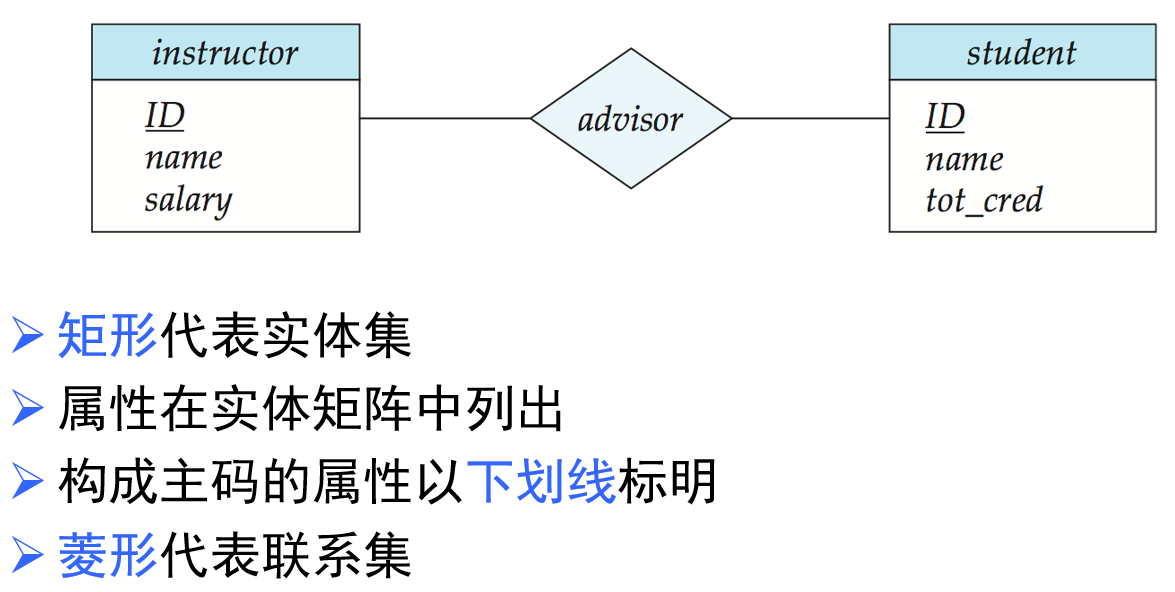 instructor
student
advisor
ID
name
salary
ID
name
tot_cred
矩形代表实体集
属性在实体矩阵中列出
构成主码的属性以下划线标明
菱形代表联系集